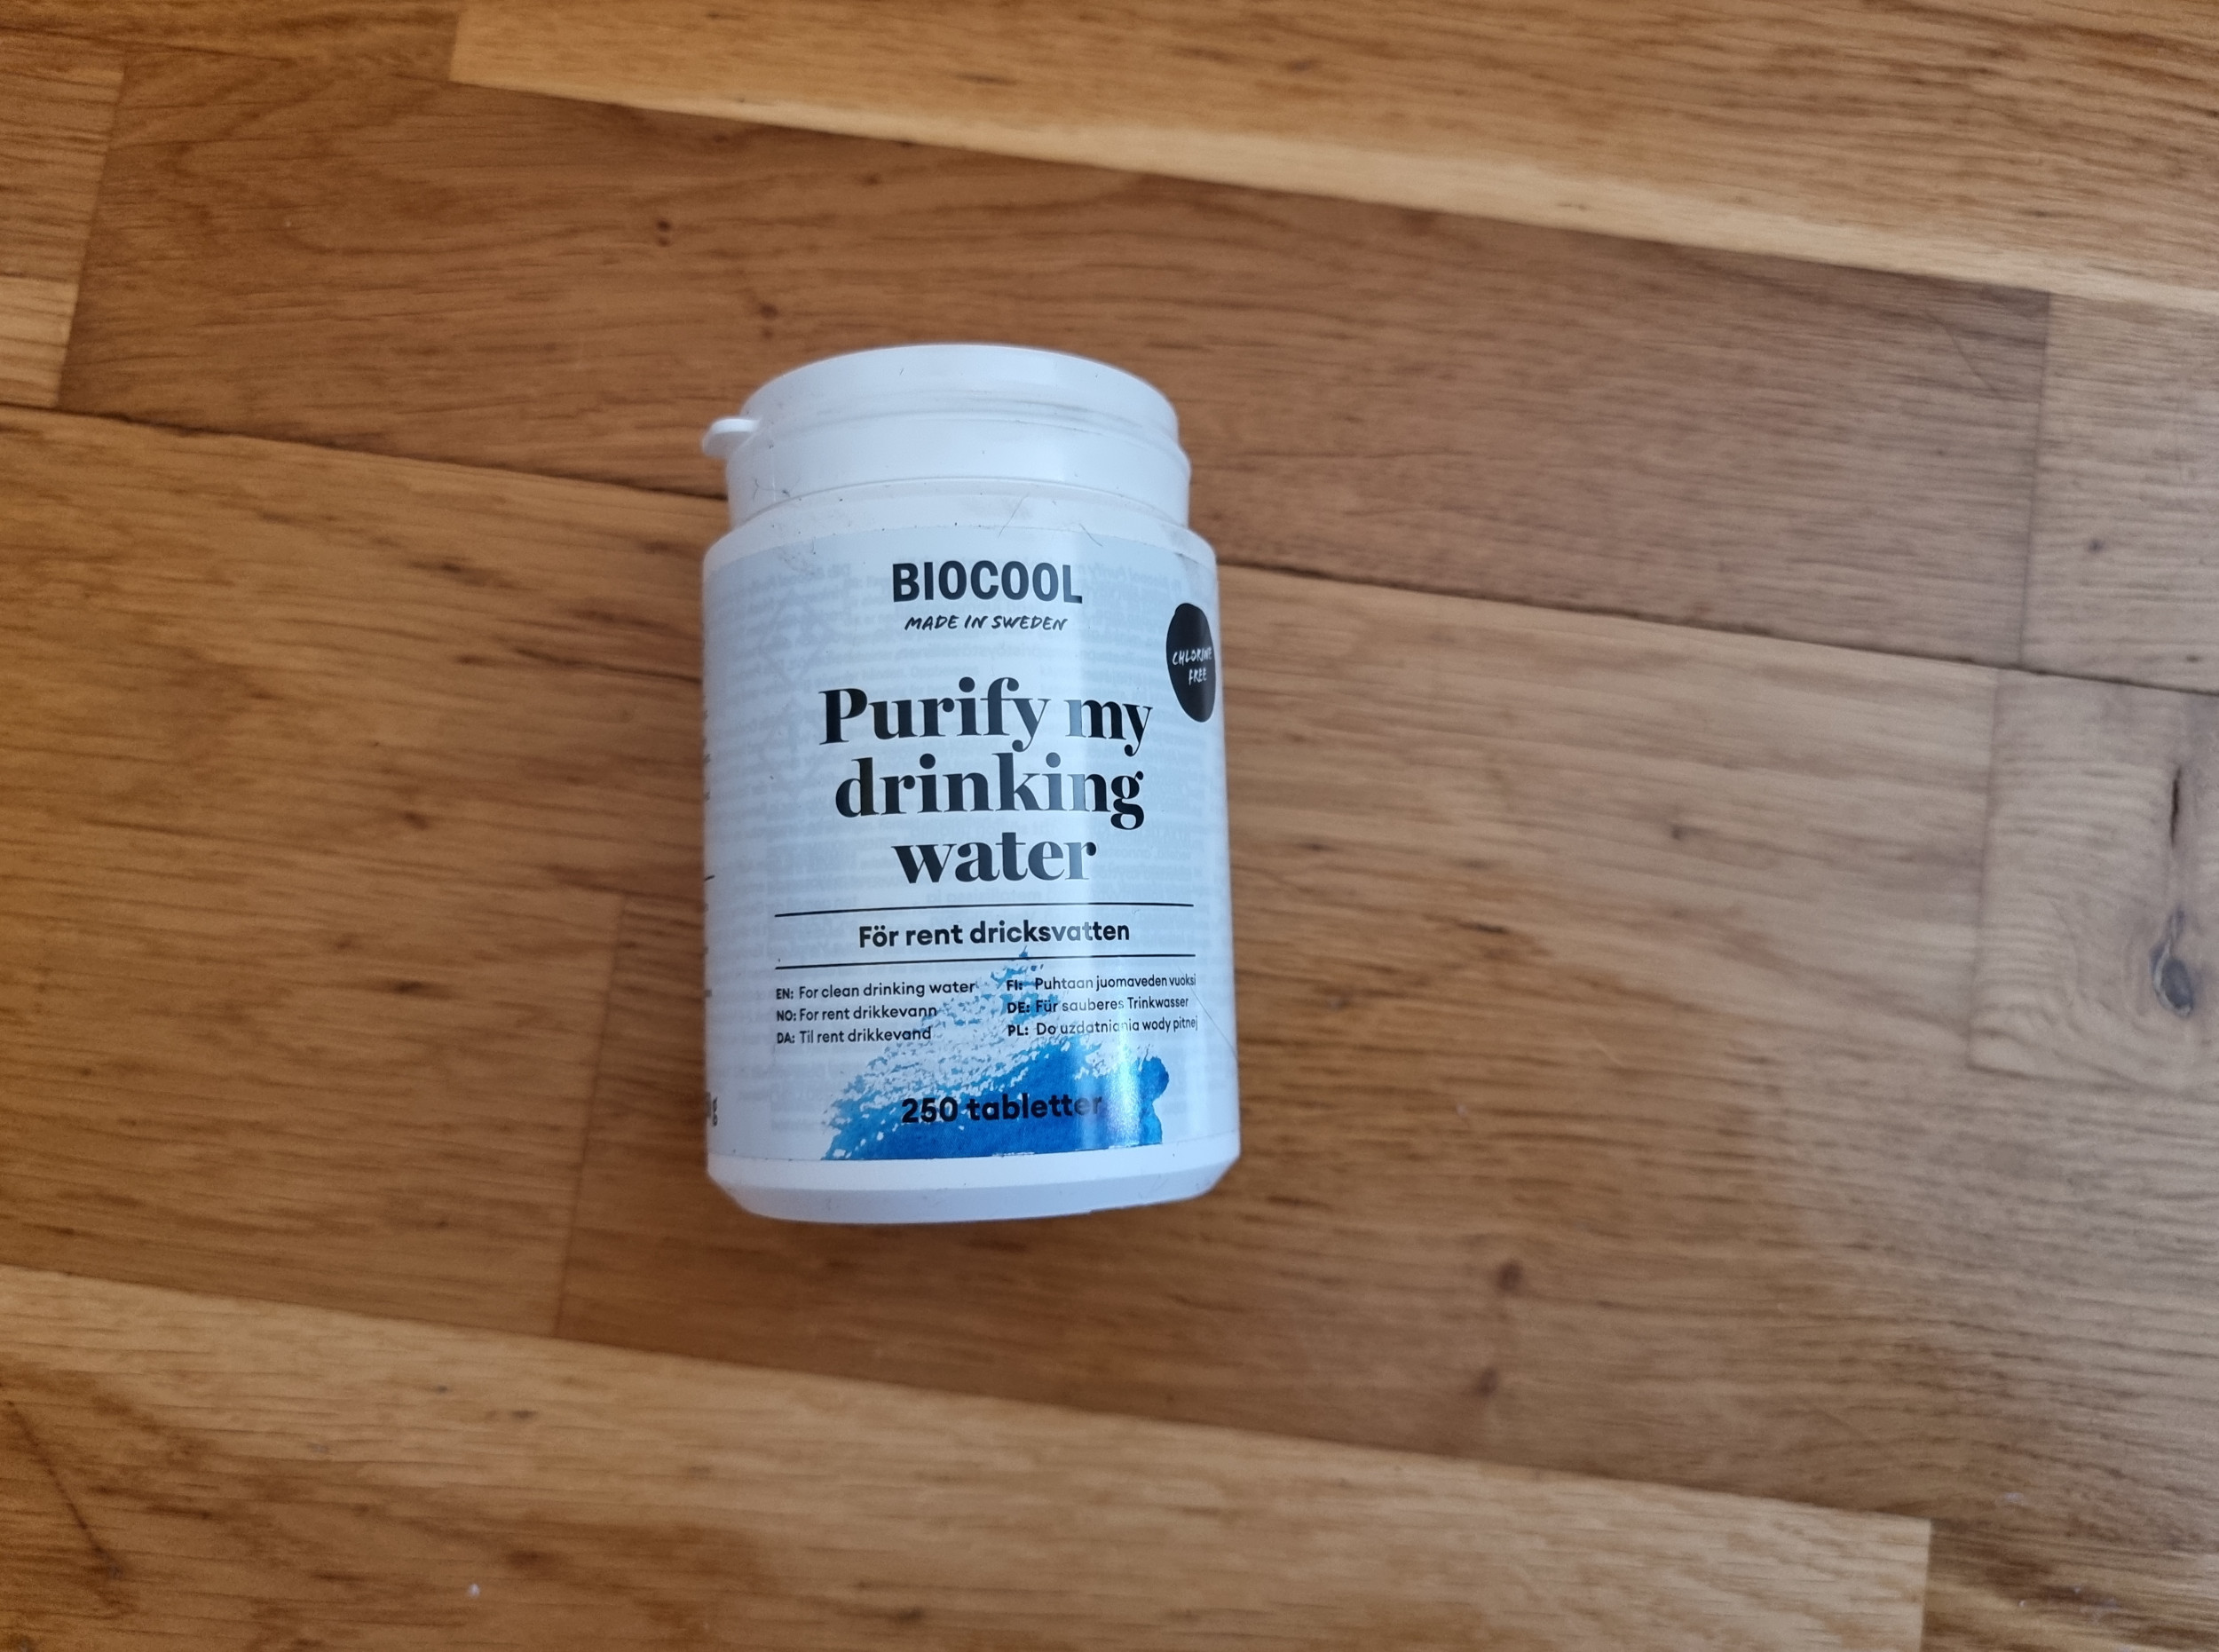 BIOCOOL
MADE IN SWEDEN
CHLORINE
FREE
Purify my
drinking
water
För rent dricksvatten
EN: For clean drinking water
NO: For rent drikkevann
DA: Til rent drikkevand
FI: Puhtaan juomaveden vuoksi
DE: Für sauberes Trinkwasser
PL: Do uzdatniania wody pitnej
250 tabletter
g